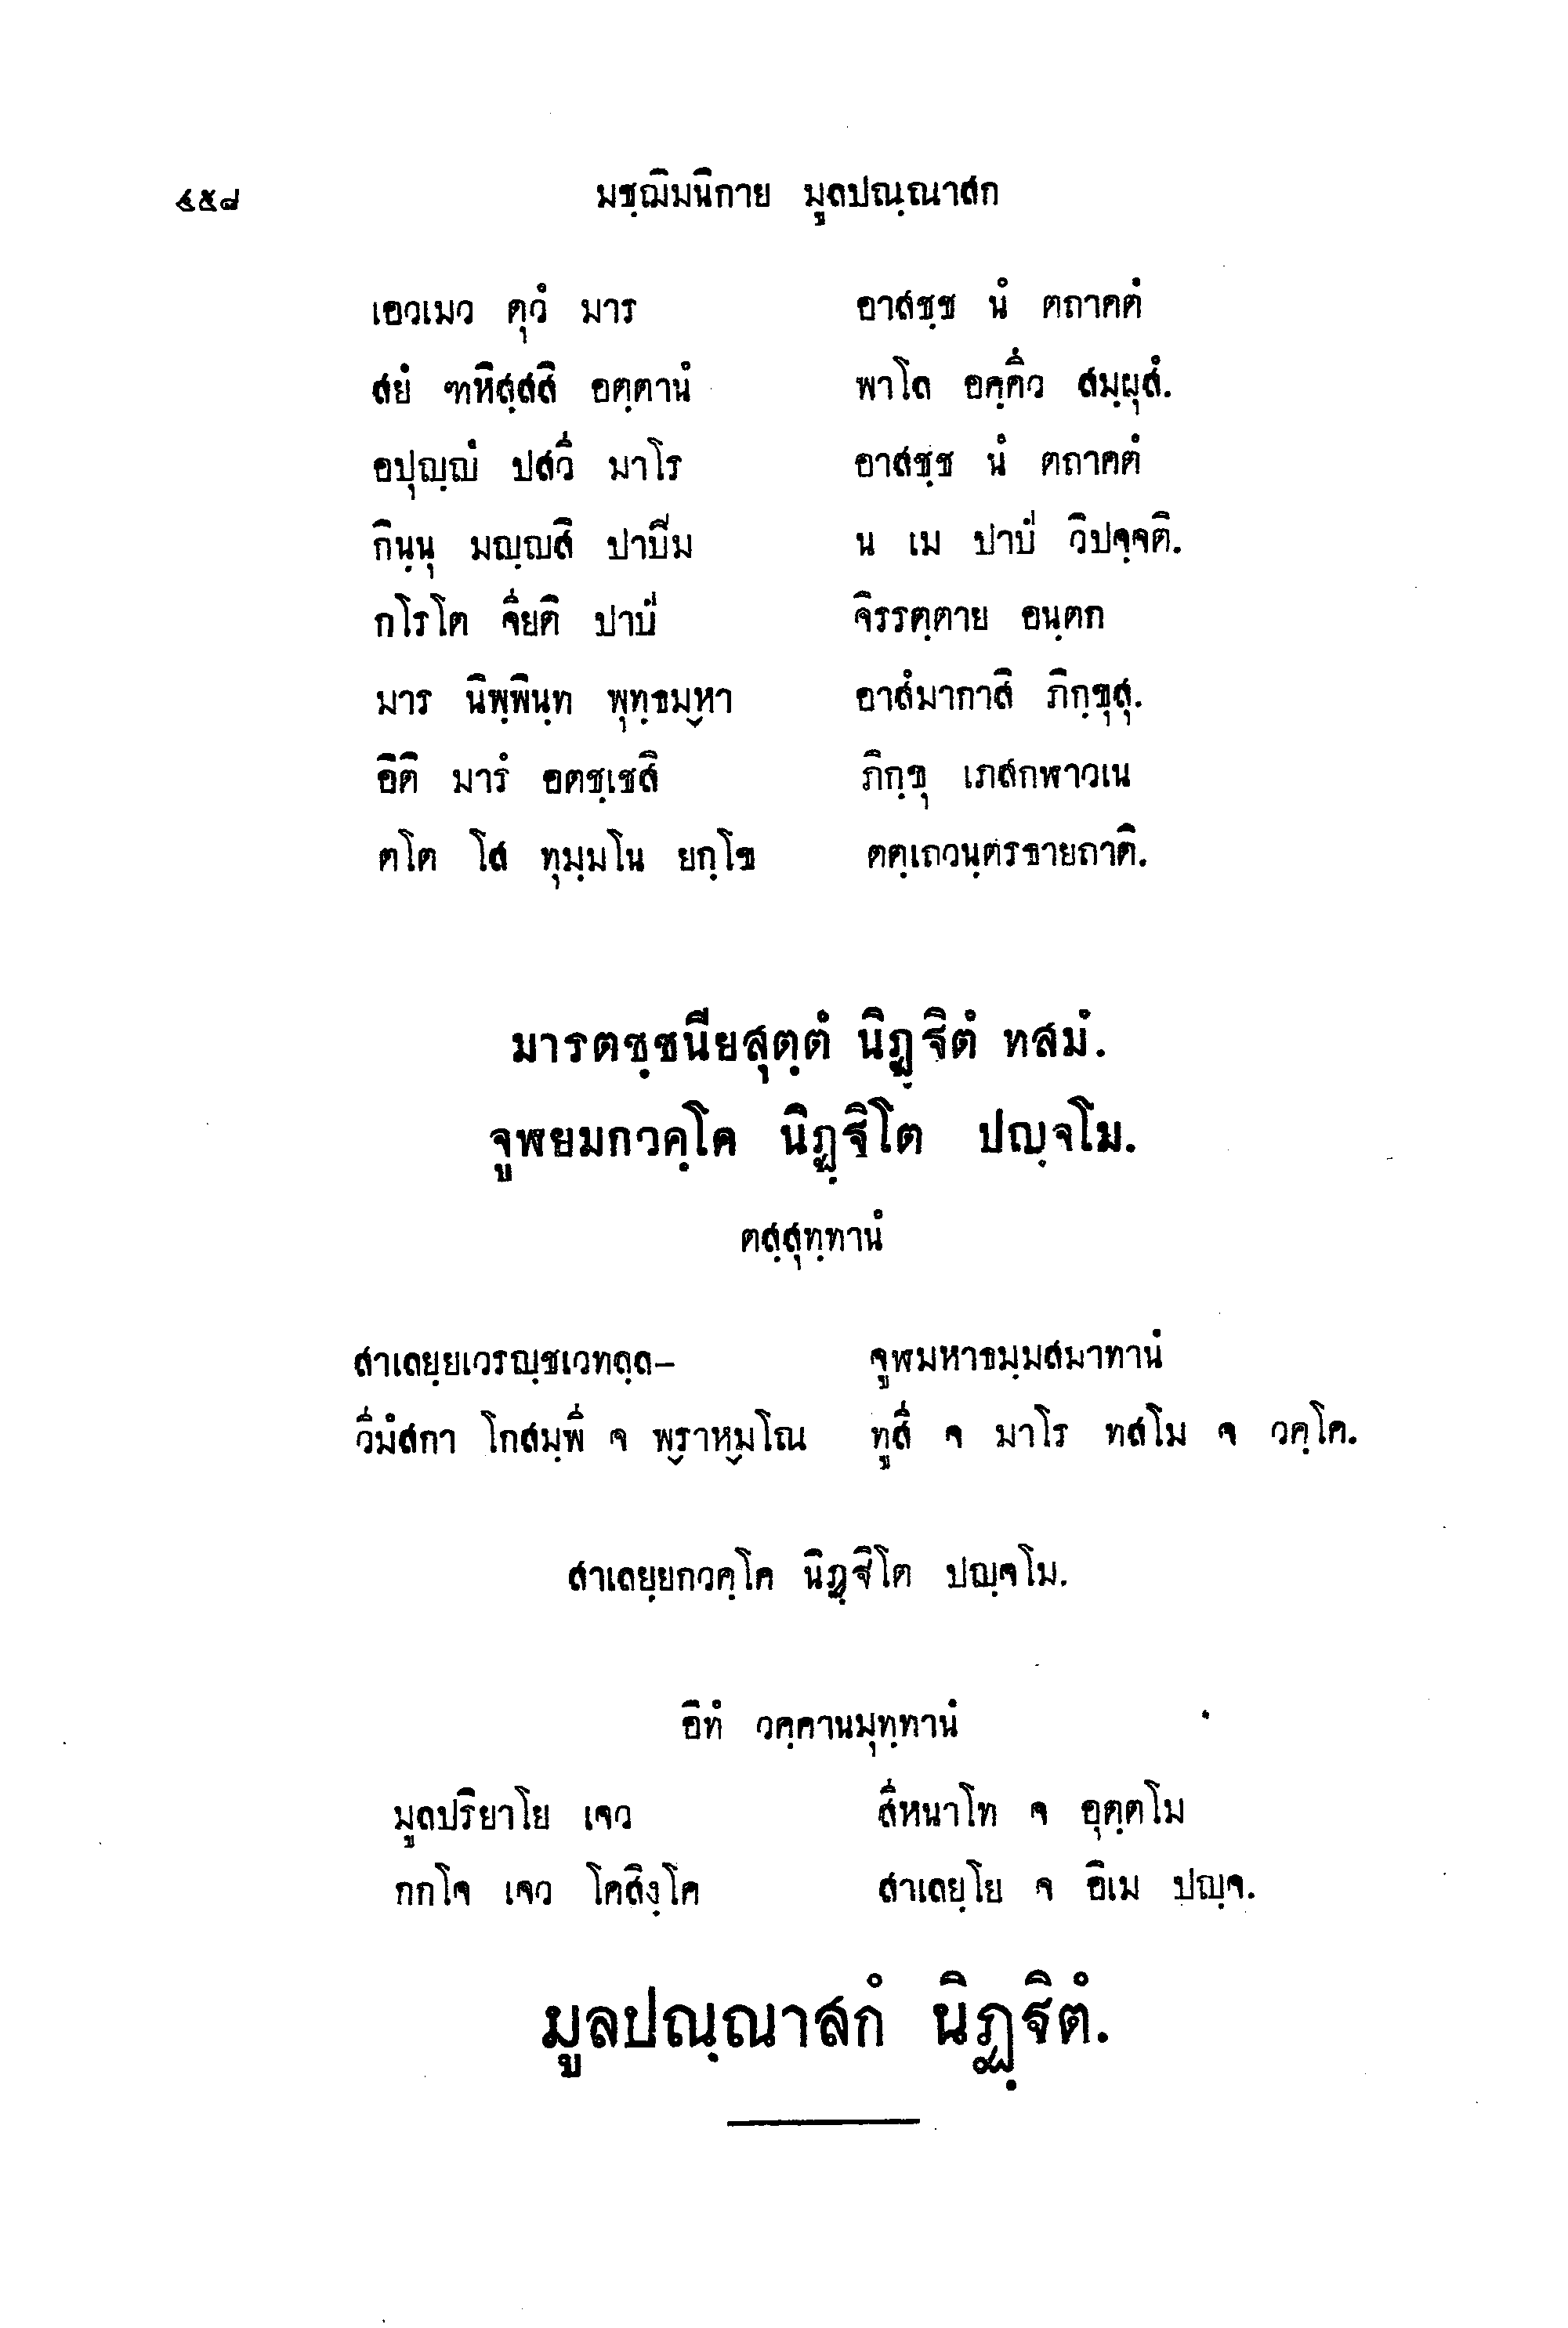 ๔๕๘ มชฺฌิมนิกาย มูลปณฺณาสก
เอวเมว ตุวํ มาร อาสชฺช นํ ตถาคตํ
สยํ ฑหิสฺสสิ อตฺตานํ พาโล อคฺคึว สมฺผุสํ.
อปุญฺญํ ปสวิํ มาโร อาสชฺช นํ ตถาคตํ
กินฺนุ มญฺญสิ ปาปิม น เม ปาปํ วิปจฺจติ.
กโรโต จิยฺยติ ปาปํ จิรรตฺตาย อนฺตก
มาร นิพฺพินฺท พุทฺธมฺหา อาสํมากาสิ ภิกฺขุสุ.
อิติ มารํ อตชฺเชสิ ภิกฺขุ เภสกฬาวเน
ตโต โส ทุมฺมโน ยกฺโข ตตฺเถวนฺตรธายถาติ.
มารตชฺชนียสุตฺตํ นิฏฺฐิตํ ทสมํ.
จูฬยมกวคฺโค นิฏฺฐิโต ปญฺจโม.
ตสฺสุทฺทานํ
สาเลยฺยเวรญฺชเวทลฺล- จูฬมหาธมฺมสมาทานํ
วิมํสกา โกสมฺพิ จ พฺราหฺมโณ ทูสิ จ มาโร ทสโม จ วคฺโค.
สาเลยฺยกวคฺโค นิฏฺฐิโต ปญฺจโม.
อิทํ วคฺคานมุทฺทานํ
มูลปริยาโย เจว สีหนาโท จ อุตฺตโม
กกโจ เจว โคสิงฺโค สาเลยฺโย จ อิเม ปญฺจ.
มูลปณฺณาสกํ นิฏฺฐิตํ.